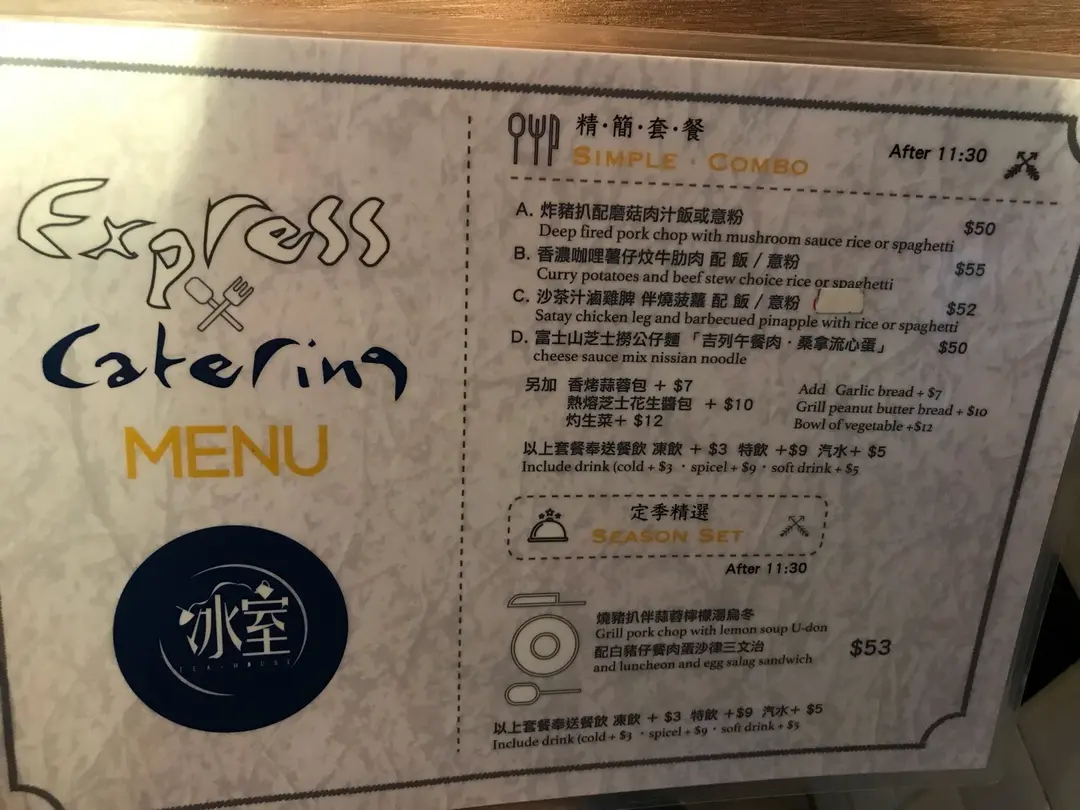 Express
Catering
MENU
冰室
TEA-HOUSE
精·簡·套·餐
SIMPLE · COMBO
After 11:30
A. 炸豬扒配磨菇肉汁飯或意粉 $50
Deep fired pork chop with mushroom sauce rice or spaghetti
B. 香濃咖哩薯仔炆牛肋肉 配 飯 / 意粉 $55
Curry potatoes and beef stew choice rice or spaghetti
C. 沙茶汁滷雞脾 伴燒菠蘿 配 飯 / 意粉 $52
Satay chicken leg and barbecued pinapple with rice or spaghetti
D. 富士山芝士撈公仔麵 「吉列午餐肉·桑拿流心蛋」 $50
cheese sauce mix nissian noodle
另加 香烤蒜蓉包 + $7 Add Garlic bread + $7
熱熔芝士花生醬包 + $10 Grill peanut butter bread + $10
灼生菜+ $12 Bowl of vegetable +$12
以上套餐奉送餐飲 凍飲 + $3 特飲 +$9 汽水+ $5
Include drink (cold + $3 · spicel + $9 · soft drink + $5
定季精選
SEASON SET
After 11:30
燒豬扒伴蒜蓉檸檬湯烏冬
Grill pork chop with lemon soup U-don
配白豬仔餐肉蛋沙律三文治 $53
and luncheon and egg salag sandwich
以上套餐奉送餐飲 凍飲 + $3 特飲 +$9 汽水+ $5
Include drink (cold + $3 · spicel + $9 · soft drink + $5